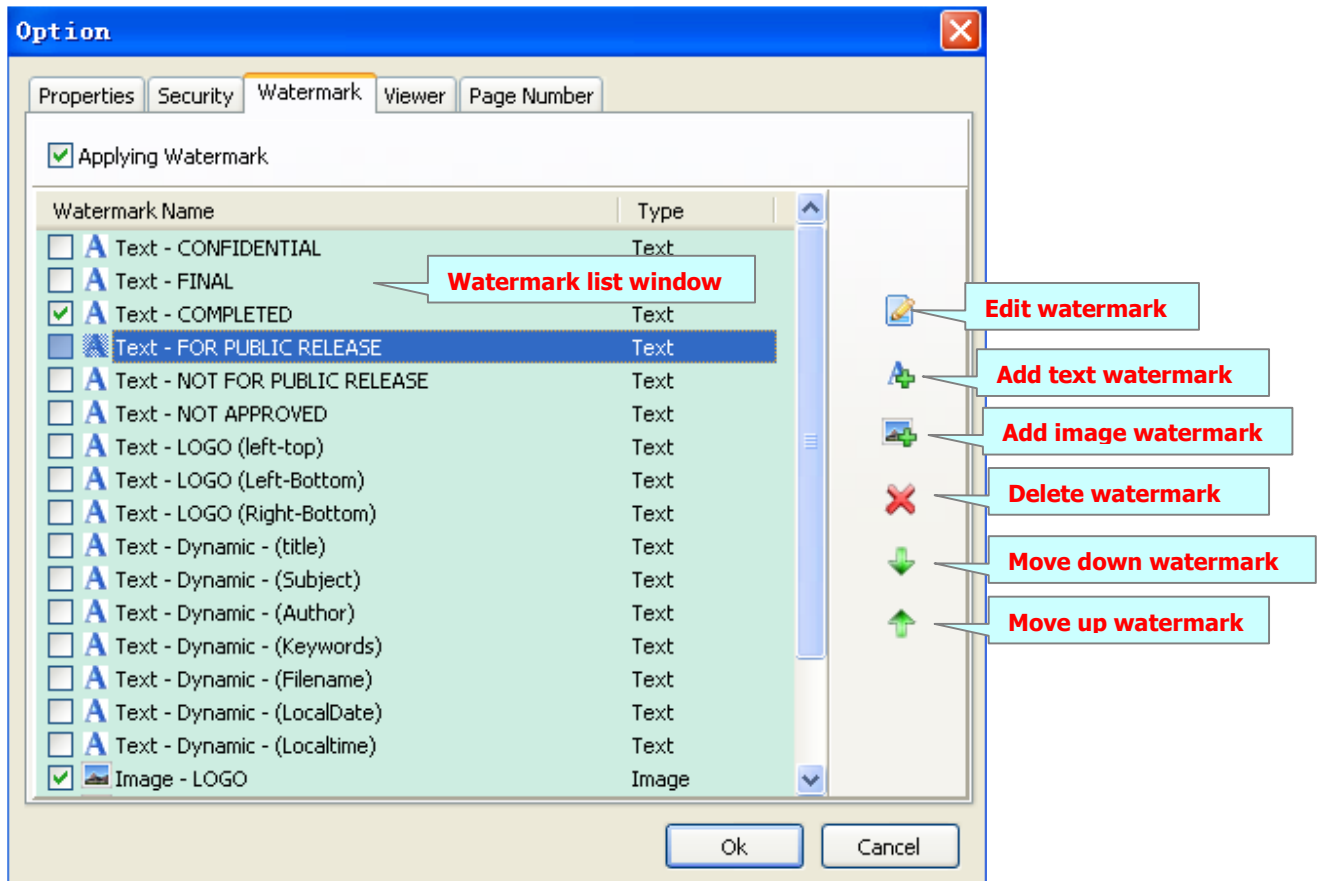 Option
Properties Security Watermark Viewer Page Number
Applying Watermark
Watermark Name Type
Text - CONFIDENTIAL Text
Text - FINAL
Watermark list window
Text - COMPLETED Text
Edit watermark
Text - FOR PUBLIC RELEASE Text
Text - NOT FOR PUBLIC RELEASE Text
Add text watermark
Text - NOT APPROVED Text
Add image watermark
Text - LOGO (left-top) Text
Text - LOGO (Left-Bottom) Text
Delete watermark
Text - LOGO (Right-Bottom) Text
Text - Dynamic - (title) Text
Move down watermark
Text - Dynamic - (Subject) Text
Text - Dynamic - (Author) Text
Move up watermark
Text - Dynamic - (Keywords) Text
Text - Dynamic - (Filename) Text
Text - Dynamic - (LocalDate) Text
Text - Dynamic - (Localtime) Text
Image - LOGO Image
Ok Cancel